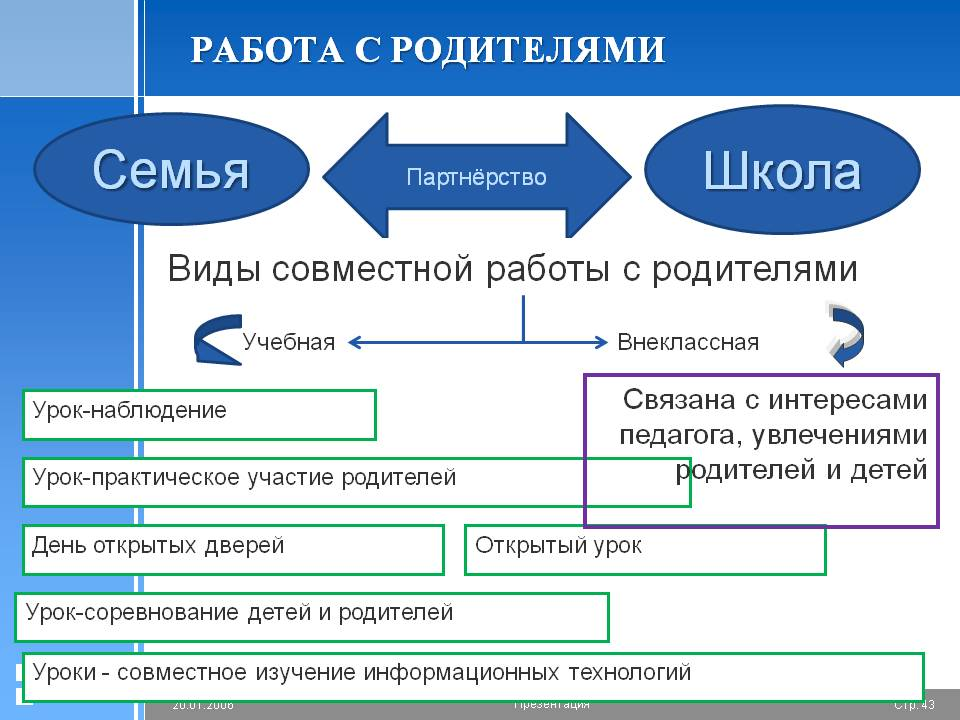 РАБОТА С РОДИТЕЛЯМИ
Семья
Партнёрство
Школа
Виды совместной работы с родителями
Учебная
Внеклассная
Урок-наблюдение
Связана с интересами
педагога, увлечениями
родителей и детей
Урок-практическое участие родителей
День открытых дверей
Открытый урок
Урок-соревнование детей и родителей
Уроки - совместное изучение информационных технологий
20.01.2006
Презентация
Стр. 43